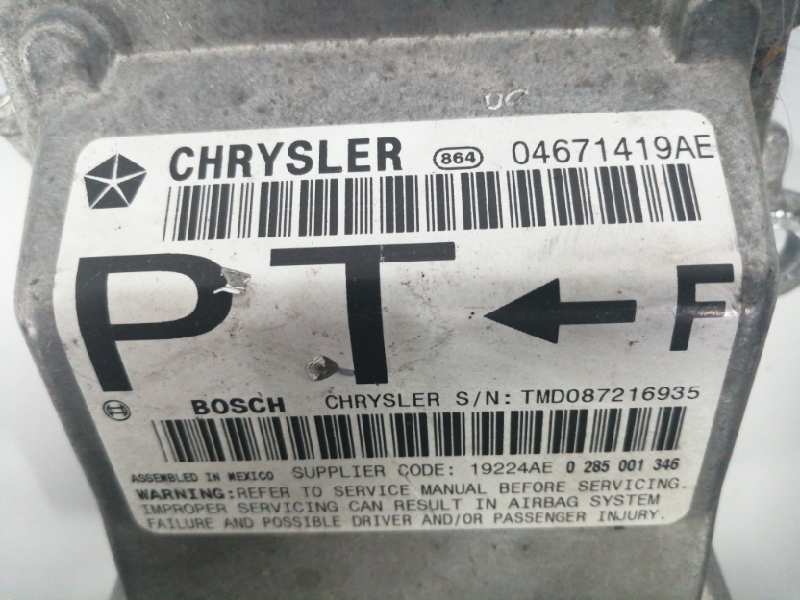 CHRYSLER 864 04671419AE
PT ← F
BOSCH CHRYSLER S/N: TMD087216935
ASSEMBLED IN MEXICO SUPPLIER CODE: 19224AE 0 285 001 346
WARNING: REFER TO SERVICE MANUAL BEFORE SERVICING.
IMPROPER SERVICING CAN RESULT IN AIRBAG SYSTEM
FAILURE AND POSSIBLE DRIVER AND/OR PASSENGER INJURY.